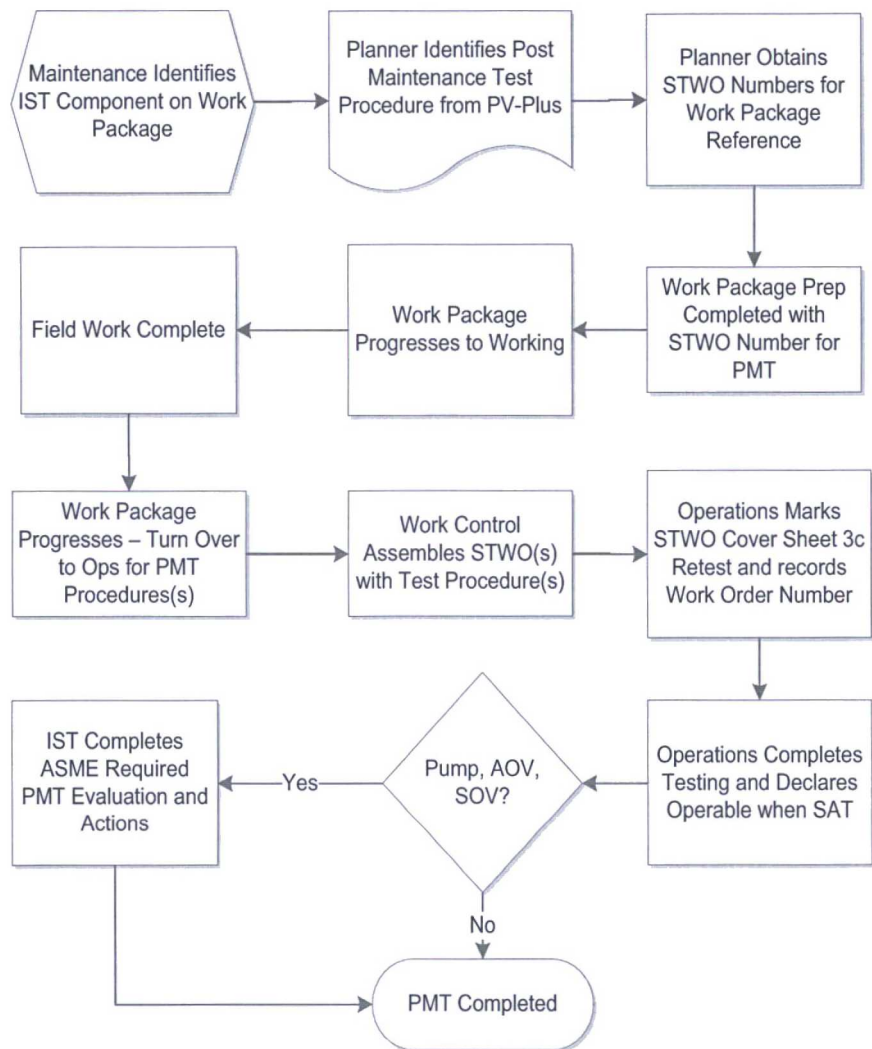 Maintenance Identifies
IST Component on Work
Package
Planner Identifies Post
Maintenance Test
Procedure from PV-Plus
Planner Obtains
STWO Numbers for
Work Package
Reference
Work Package Prep
Completed with
STWO Number for
PMT
Work Package
Progresses to Working
Field Work Complete
Work Package
Progresses – Turn Over
to Ops for PMT
Procedures(s)
Work Control
Assembles STWO(s)
with Test Procedure(s)
Operations Marks
STWO Cover Sheet 3c
Retest and records
Work Order Number
Operations Completes
Testing and Declares
Operable when SAT
Pump, AOV,
SOV?
Yes
IST Completes
ASME Required
PMT Evaluation and
Actions
No
PMT Completed